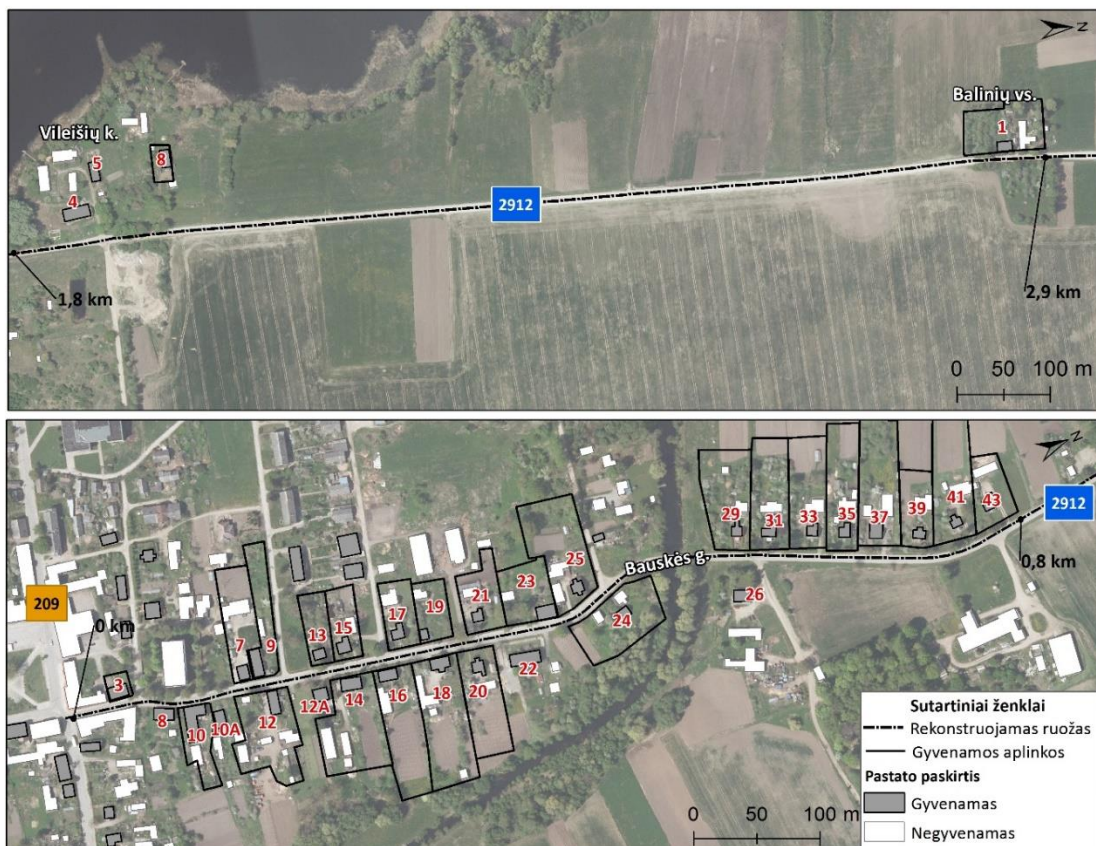 N
Vileišių k.
Balinių vs.
1
8
5
4
2912
1,8 km
2,9 km
0 50 100 m
N
29
31
33
35
37
39
41
43
2912
25
Bauskės g.
0,8 km
23
21
19
17
26
24
209
0 km
15
13
9
7
22
20
18
16
14
12A
12
3
8
10
10A
0 50 100 m
Sutartiniai ženklai
Rekonstruojamas ruožas
Gyvenamos aplinkos
Pastato paskirtis
Gyvenamas
Negyvenamas